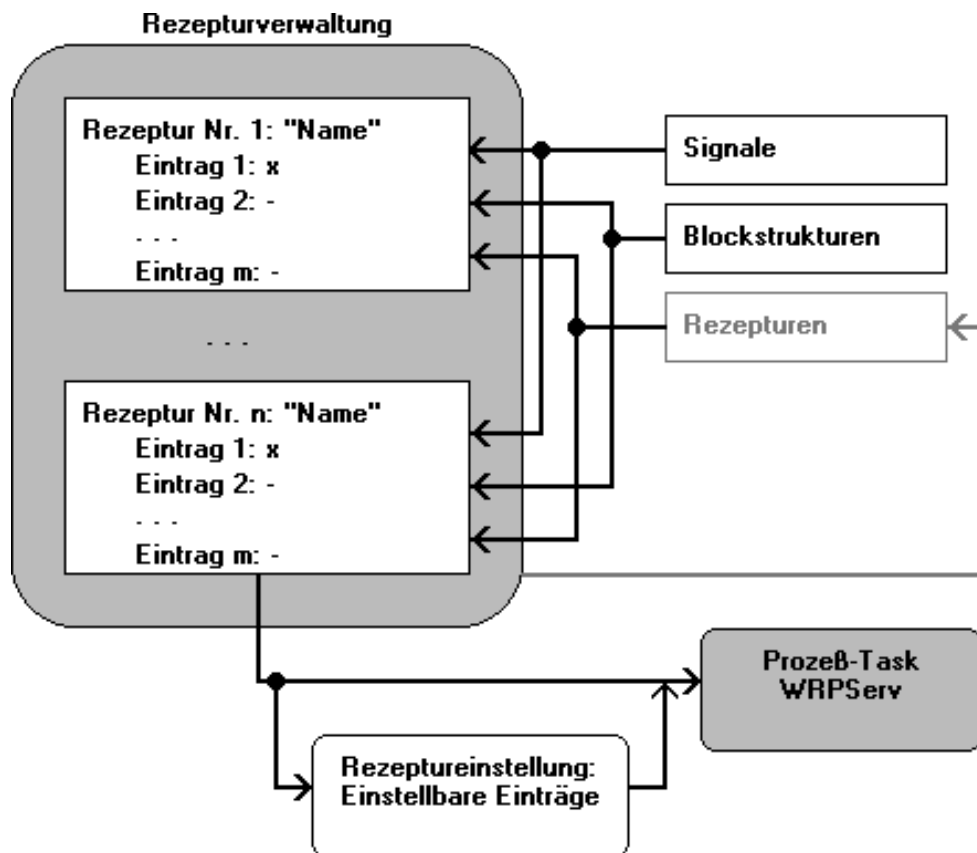 Rezepturverwaltung
Rezeptur Nr. 1: "Name"
Eintrag 1: x
Eintrag 2: -
. . .
Eintrag m: -
. . .
Rezeptur Nr. n: "Name"
Eintrag 1: x
Eintrag 2: -
. . .
Eintrag m: -
Signale
Blockstrukturen
Rezepturen
Prozeß-Task
WRPServ
Rezeptureinstellung:
Einstellbare Einträge